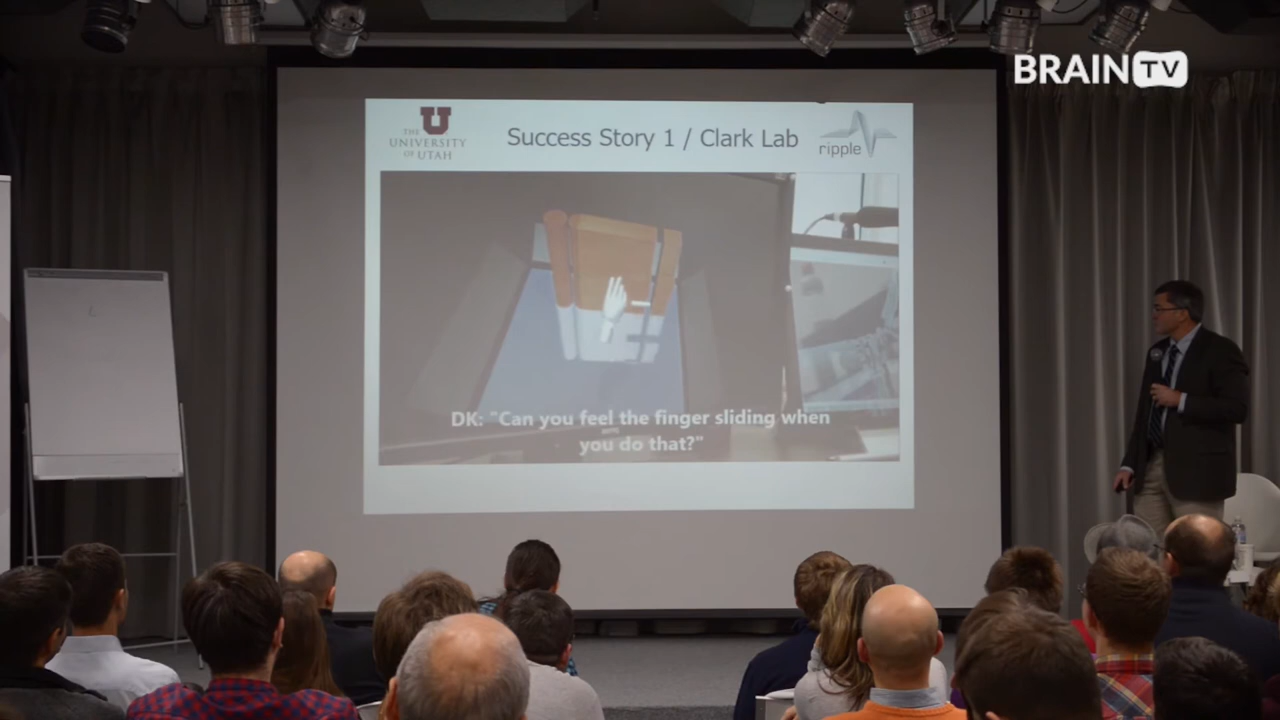 BRAIN TV
U
THE
UNIVERSITY
OF UTAH
Success Story 1 / Clark Lab
ripple
DK: "Can you feel the finger sliding when
you do that?"